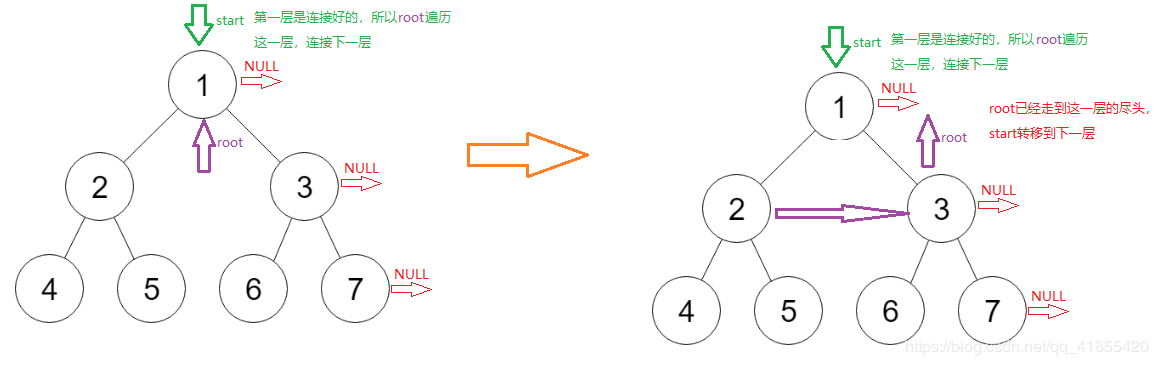 start 第一层是连接好的，所以root遍历
这一层，连接下一层
NULL
1
root
NULL
2
3
NULL
4
5
6
7
start 第一层是连接好的，所以root遍历
这一层，连接下一层
NULL
1
root已经走到这一层的尽头，
start转移到下一层
root
NULL
2
3
NULL
4
5
6
7
https://blog.csdn.net/qq_41855420